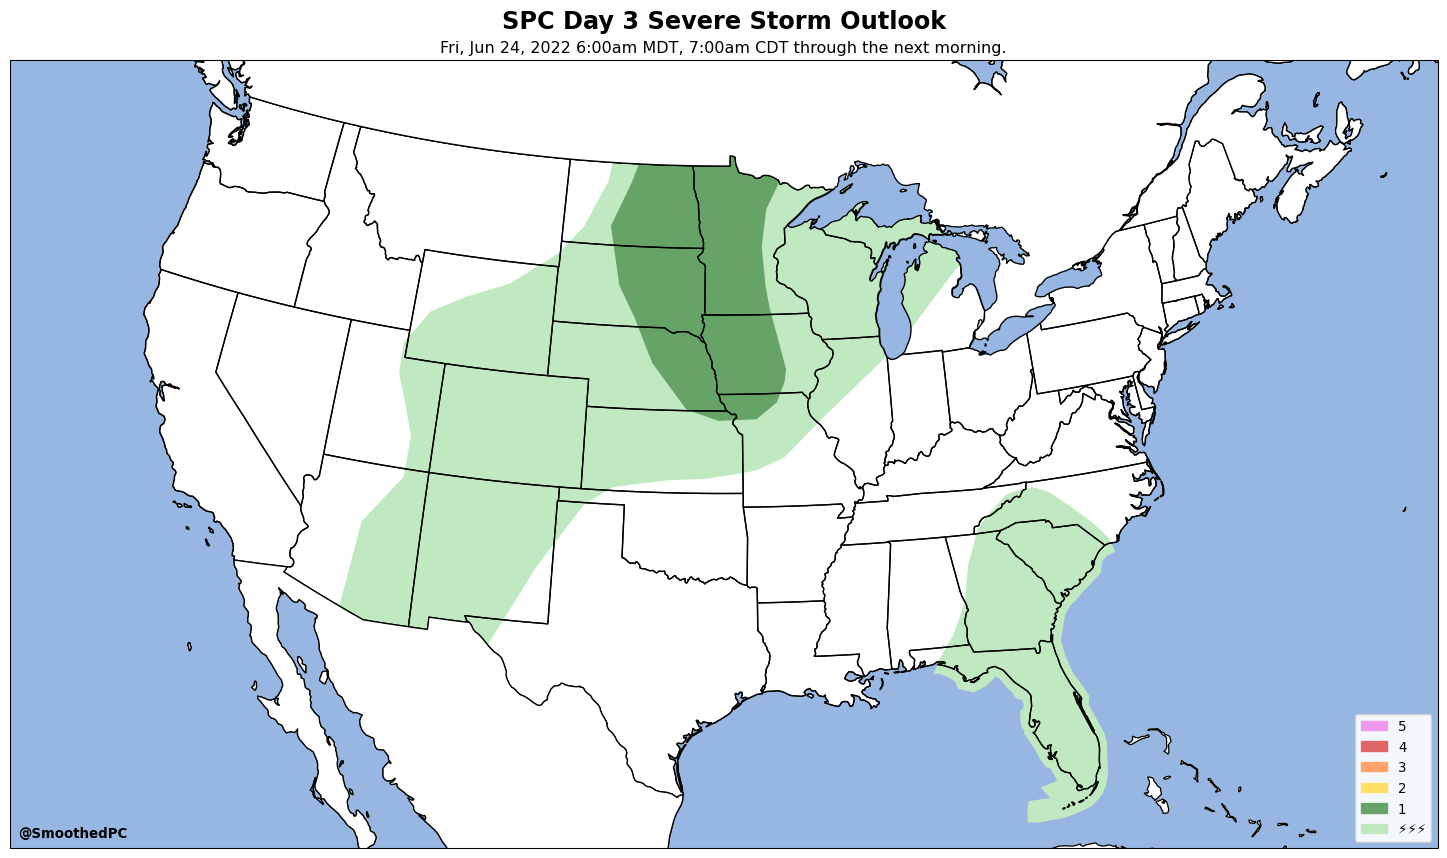 SPC Day 3 Severe Storm Outlook
Fri, Jun 24, 2022 6:00am MDT, 7:00am CDT through the next morning.
5
4
3
2
1
⚡⚡⚡
@SmoothedPC